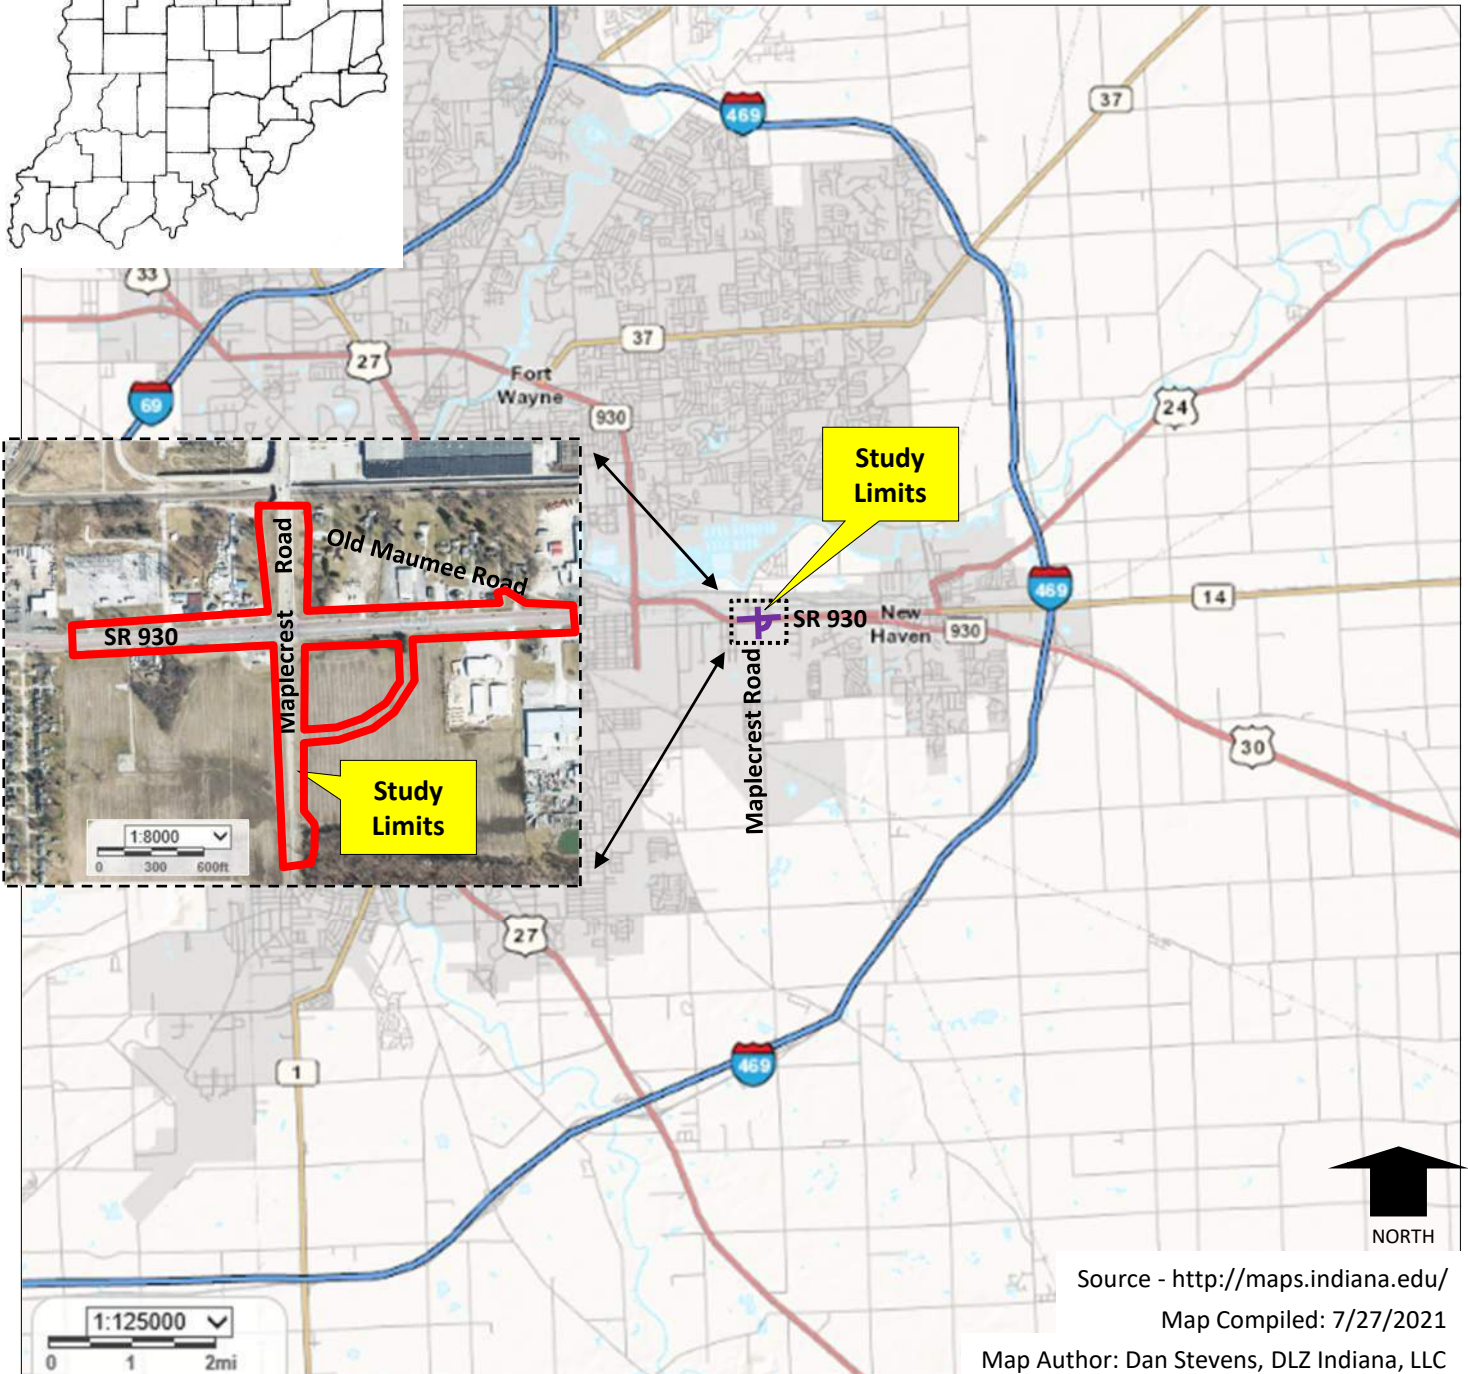 469
37
33
27
37
Fort
Wayne
930
69
24
Study
Limits
Road
Old Maumee Road
SR 930
Maplecrest
Study
Limits
1:8000
0 300 600ft
469
14
SR 930
New
Haven
930
Maplecrest Road
30
27
1
469
NORTH
1:125000
0 1 2mi
Source - http://maps.indiana.edu/
Map Compiled: 7/27/2021
Map Author: Dan Stevens, DLZ Indiana, LLC